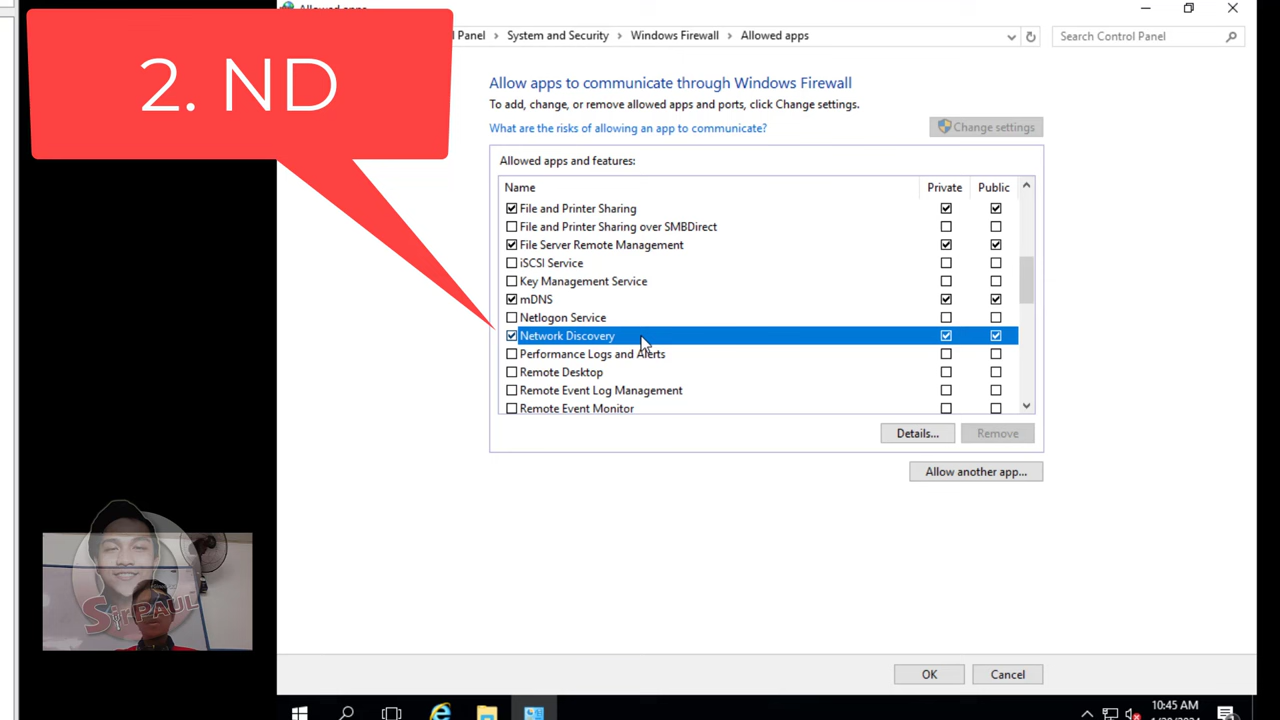 Allowed apps
2. ND
l Panel
System and Security
Windows Firewall
Allowed apps
Search Control Panel
Allow apps to communicate through Windows Firewall
To add, change, or remove allowed apps and ports, click Change settings.
What are the risks of allowing an app to communicate?
Change settings
Allowed apps and features:
Name Private Public
File and Printer Sharing
File and Printer Sharing over SMBDirect
File Server Remote Management
iSCSI Service
Key Management Service
mDNS
Netlogon Service
Network Discovery
Performance Logs and Alerts
Remote Desktop
Remote Event Log Management
Remote Event Monitor
Details...
Remove
Allow another app...
SirPAUL
OK
Cancel
10:45 AM